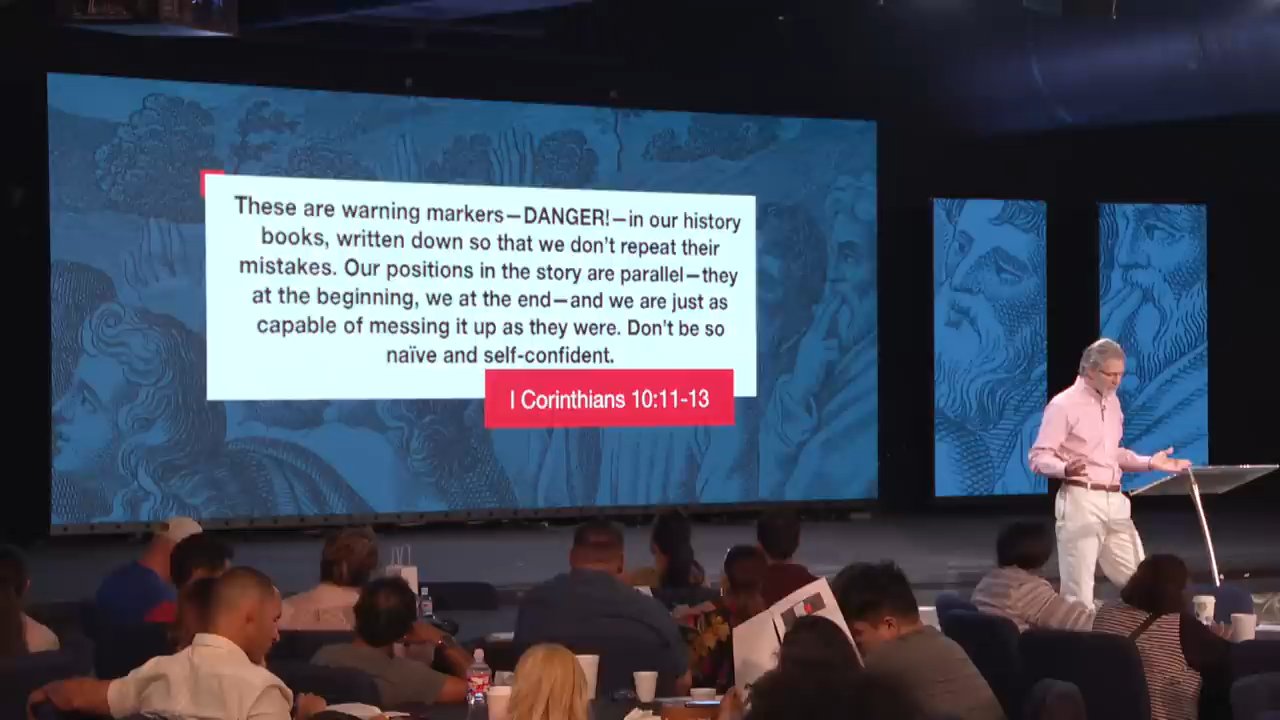 These are warning markers—DANGER!—in our history
books, written down so that we don't repeat their
mistakes. Our positions in the story are parallel—they
at the beginning, we at the end—and we are just as
capable of messing it up as they were. Don't be so
naïve and self-confident.
I Corinthians 10:11-13